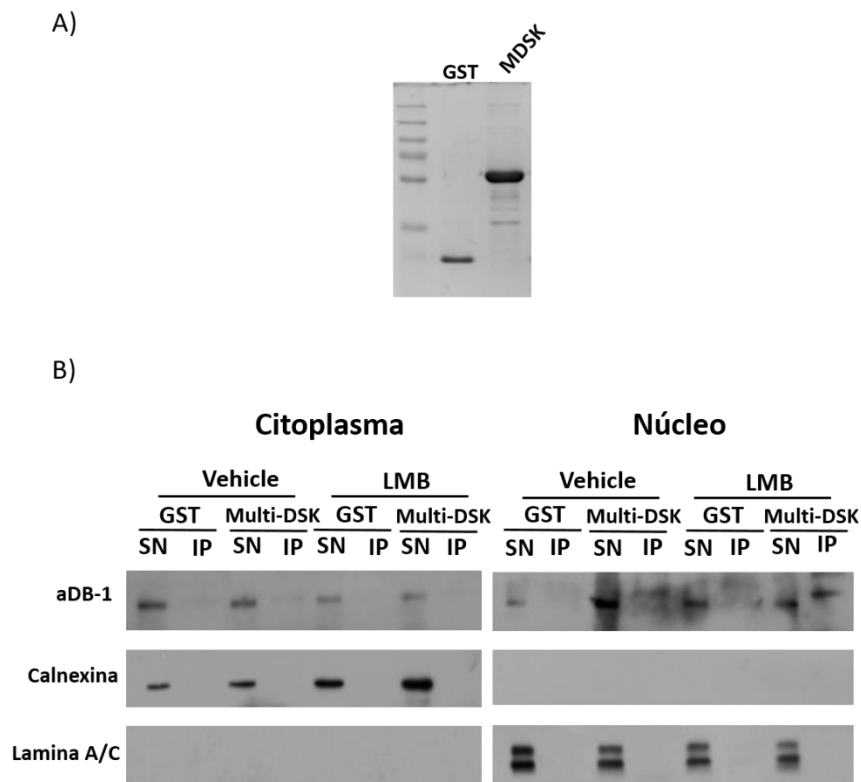 A)
GST MDSK
B)
Citoplasma Núcleo
Vehicle LMB Vehicle LMB
GST Multi-DSK GST Multi-DSK GST Multi-DSK GST Multi-DSK
SN IP SN IP SN IP SN IP SN IP SN IP SN IP SN IP
aDB-1
Calnexina
Lamina A/C